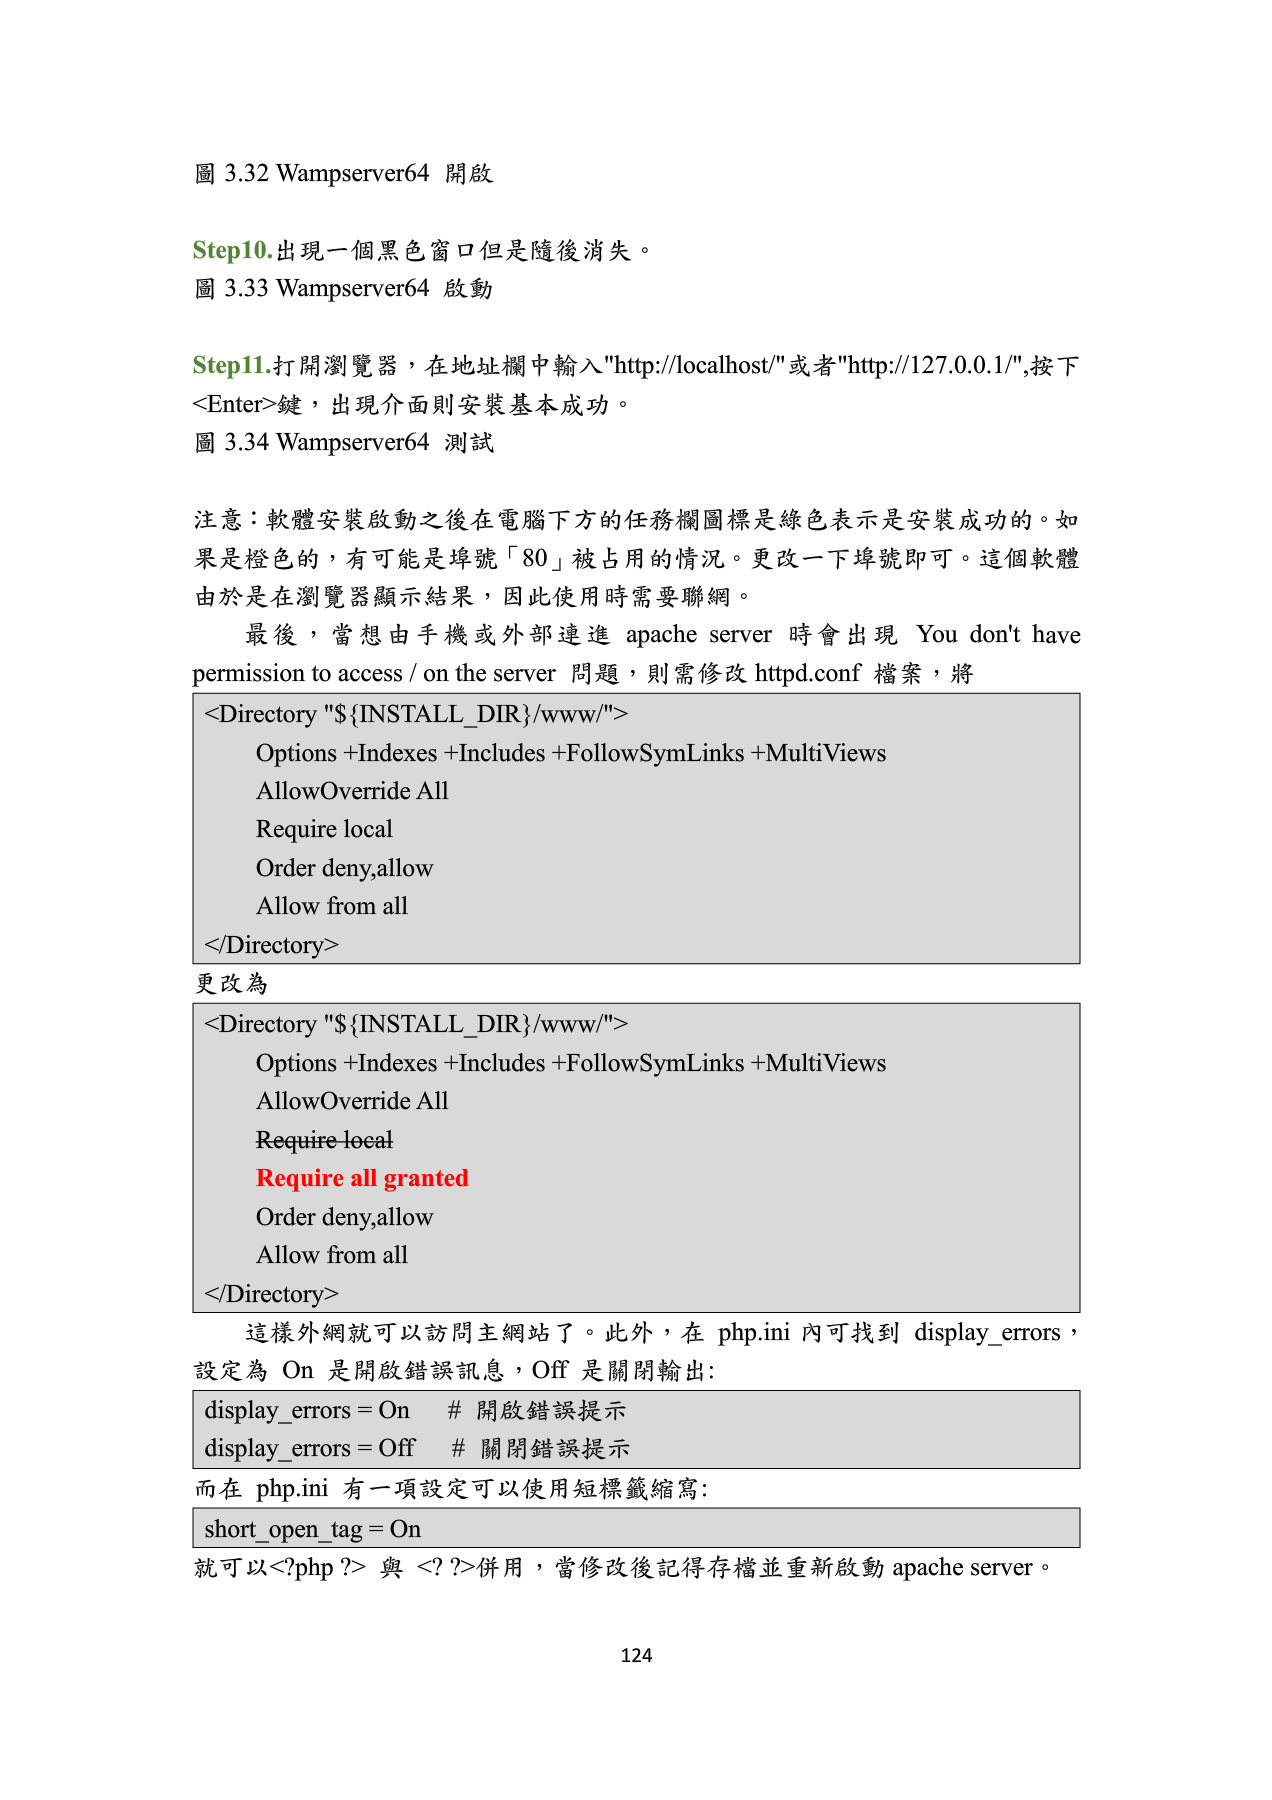 圖 3.32 Wampserver64 開啟
Step10.出現一個黑色窗口但是隨後消失。
圖 3.33 Wampserver64 啟動
Step11.打開瀏覽器，在地址欄中輸入"http://localhost/"或者"http://127.0.0.1/",按下
<Enter>鍵，出現介面則安裝基本成功。
圖 3.34 Wampserver64 測試
注意：軟體安裝啟動之後在電腦下方的任務欄圖標是綠色表示是安裝成功的。如
果是橙色的，有可能是埠號「80」被占用的情況。更改一下埠號即可。這個軟體
由於是在瀏覽器顯示結果，因此使用時需要聯網。
最後，當想由手機或外部連進 apache server 時會出現 You don't have
permission to access / on the server 問題，則需修改 httpd.conf 檔案，將
<Directory "${INSTALL_DIR}/www/">
Options +Indexes +Includes +FollowSymLinks +MultiViews
AllowOverride All
Require local
Order deny,allow
Allow from all
</Directory>
更改為
<Directory "${INSTALL_DIR}/www/">
Options +Indexes +Includes +FollowSymLinks +MultiViews
AllowOverride All
Require local
Require all granted
Order deny,allow
Allow from all
</Directory>
這樣外網就可以訪問主網站了。此外，在 php.ini 內可找到 display_errors，
設定為 On 是開啟錯誤訊息，Off 是關閉輸出:
display_errors = On # 開啟錯誤提示
display_errors = Off # 關閉錯誤提示
而在 php.ini 有一項設定可以使用短標籤縮寫:
short_open_tag = On
就可以<?php ?> 與 <? ?>併用，當修改後記得存檔並重新啟動 apache server。
124